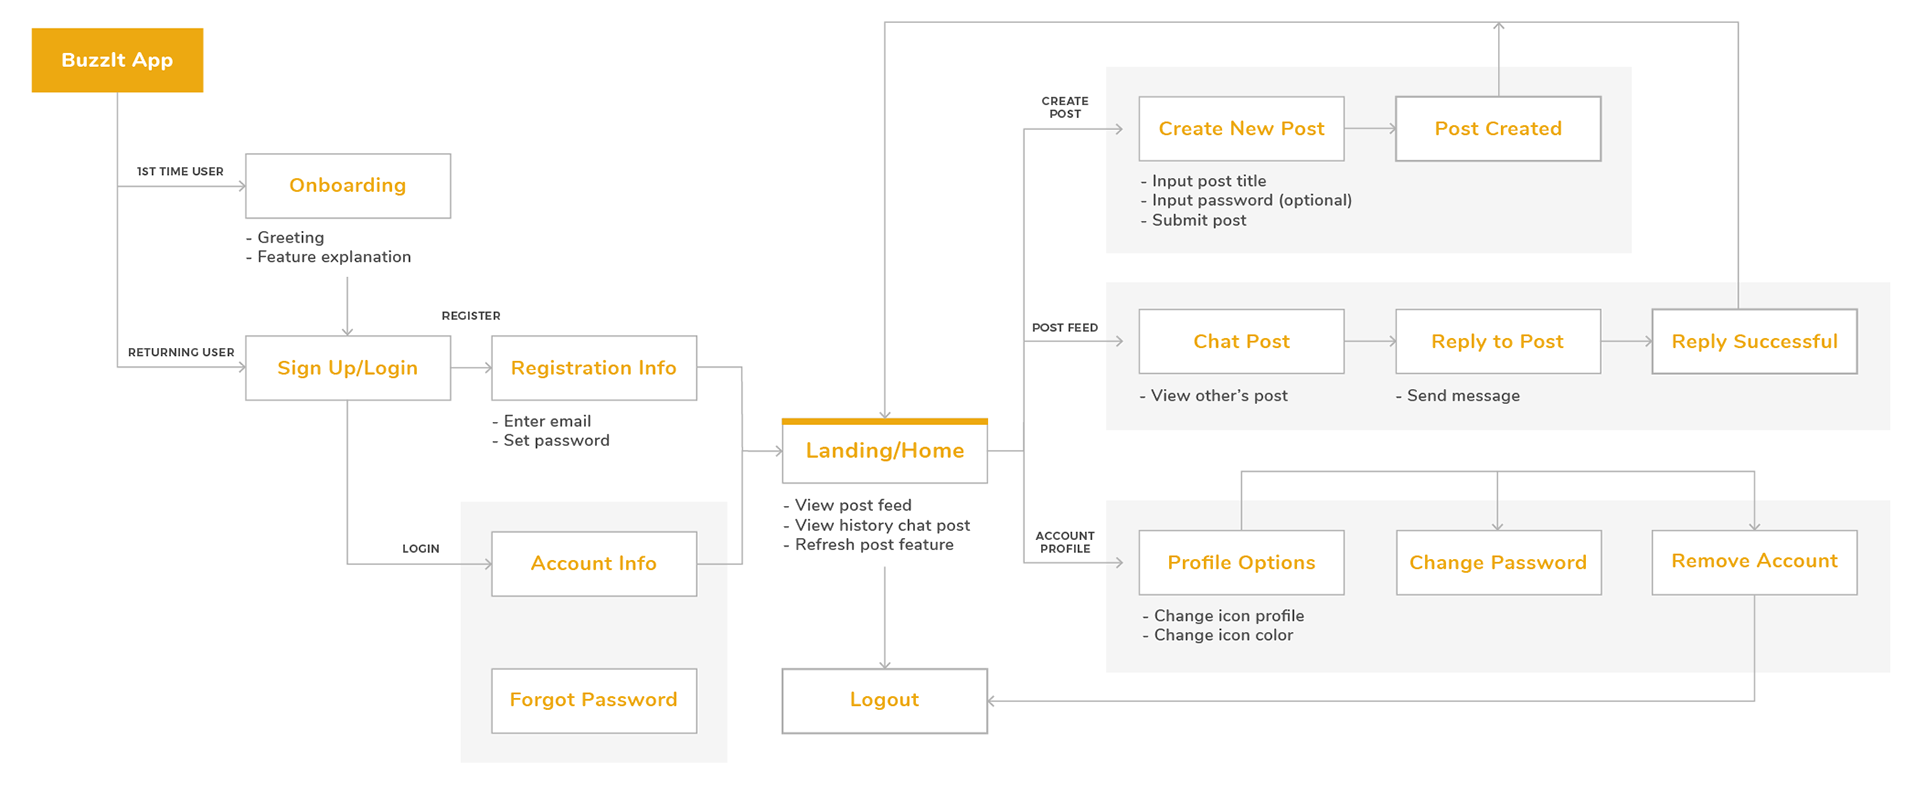 BuzzIt App
1ST TIME USER
Onboarding
- Greeting
- Feature explanation
RETURNING USER
Sign Up/Login
REGISTER
Registration Info
- Enter email
- Set password
LOGIN
Account Info
Forgot Password
Landing/Home
- View post feed
- View history chat post
- Refresh post feature
Logout
CREATE
POST
Create New Post
- Input post title
- Input password (optional)
- Submit post
Post Created
POST FEED
Chat Post
- View other’s post
Reply to Post
- Send message
Reply Successful
ACCOUNT
PROFILE
Profile Options
- Change icon profile
- Change icon color
Change Password
Remove Account